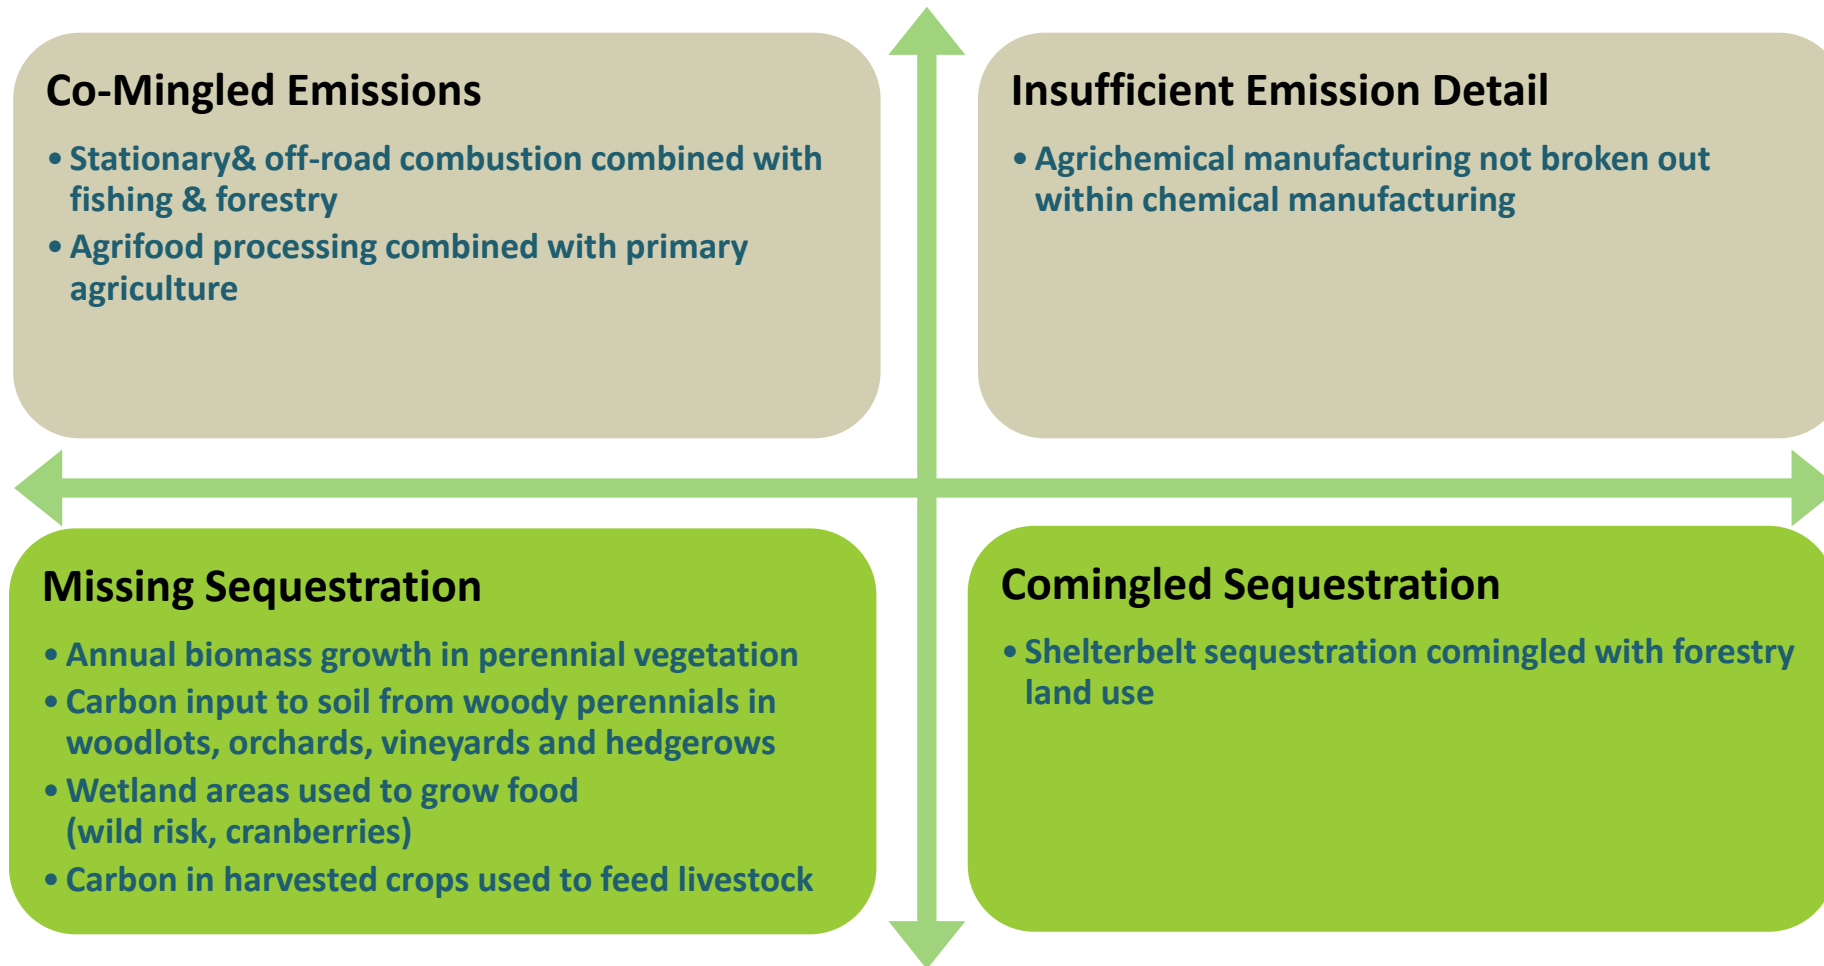 Co-Mingled Emissions
• Stationary& off-road combustion combined with
fishing & forestry
• Agrifood processing combined with primary
agriculture
Insufficient Emission Detail
• Agrichemical manufacturing not broken out
within chemical manufacturing
Missing Sequestration
• Annual biomass growth in perennial vegetation
• Carbon input to soil from woody perennials in
woodlots, orchards, vineyards and hedgerows
• Wetland areas used to grow food
(wild risk, cranberries)
• Carbon in harvested crops used to feed livestock
Comingled Sequestration
• Shelterbelt sequestration comingled with forestry
land use